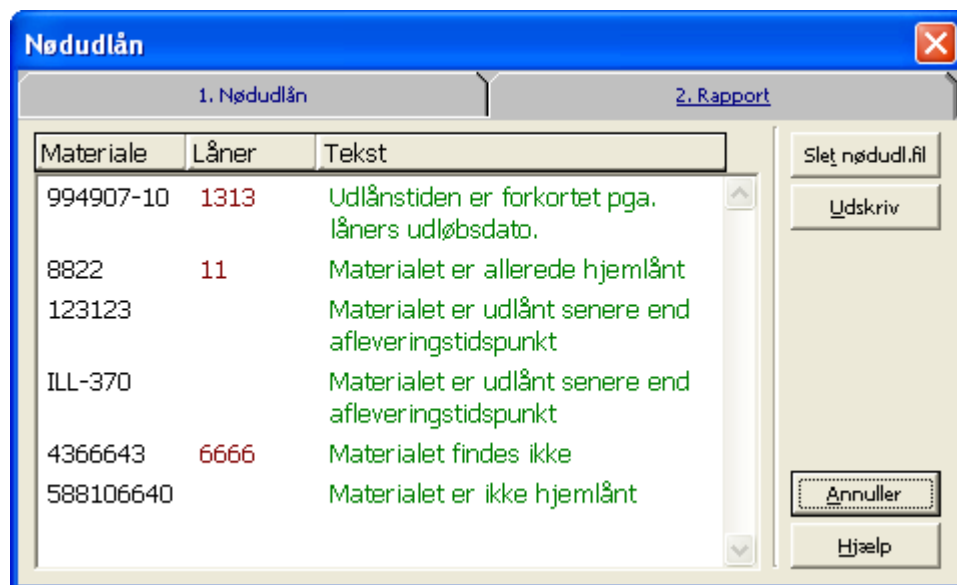 Nødudlån
1. Nødudlån
2. Rapport
Materiale Låner Tekst
994907-10 1313 Udlånstiden er forkortet pga.
låners udløbsdato.
8822 11 Materialet er allerede hjemlånt
123123 Materialet er udlånt senere end
afleveringstidspunkt
ILL-370 Materialet er udlånt senere end
afleveringstidspunkt
4366643 6666 Materialet findes ikke
588106640 Materialet er ikke hjemlånt
Slet nødudl.fil
Udskriv
Annuller
Hjælp